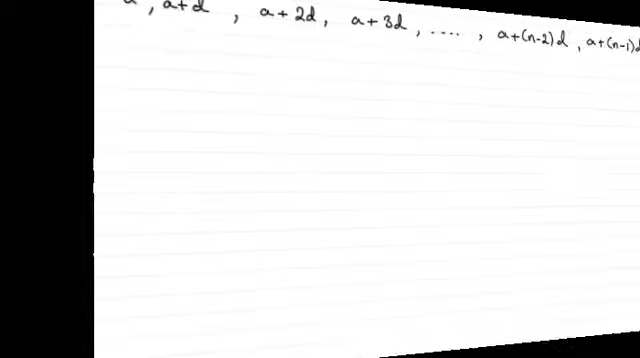 a, a+d, a+2d, a+3d, ...., a+(n-2)d, a+(n-1)d